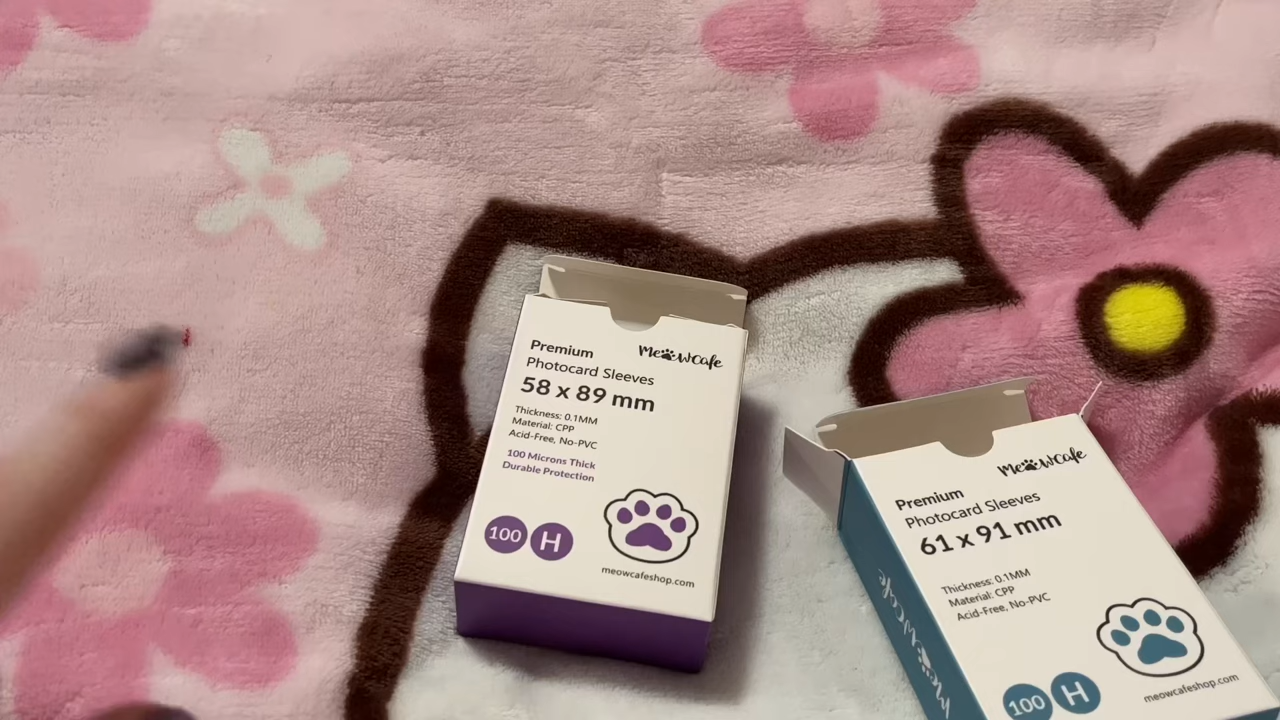 Premium
MeowCafe
Photocard Sleeves
58 x 89 mm
Thickness: 0.1MM
Material: CPP
Acid-Free, No-PVC
100 Microns Thick
Durable Protection
100 H
meowcafeshop.com
Premium
MeowCafe
Photocard Sleeves
61 x 91 mm
Thickness: 0.1MM
Material: CPP
Acid-Free, No-PVC
100 H
meowcafeshop.com
MeowCafe